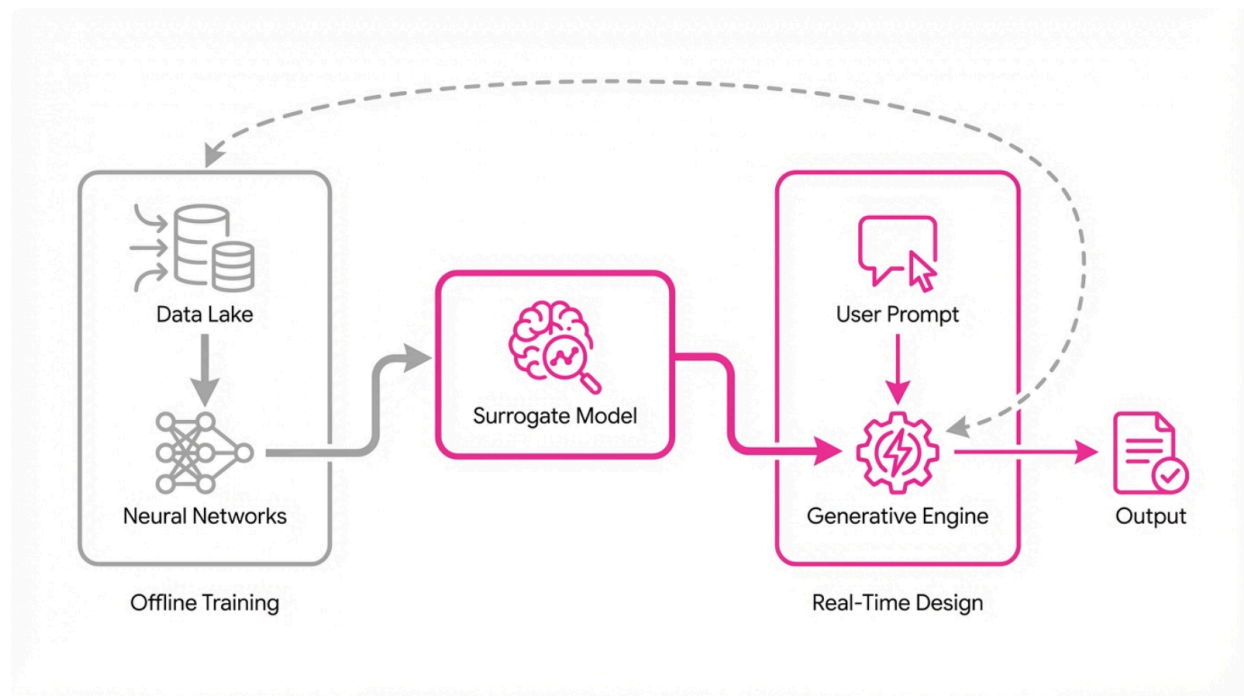 Data Lake
Neural Networks
Offline Training
Surrogate Model
User Prompt
Generative Engine
Real-Time Design
Output